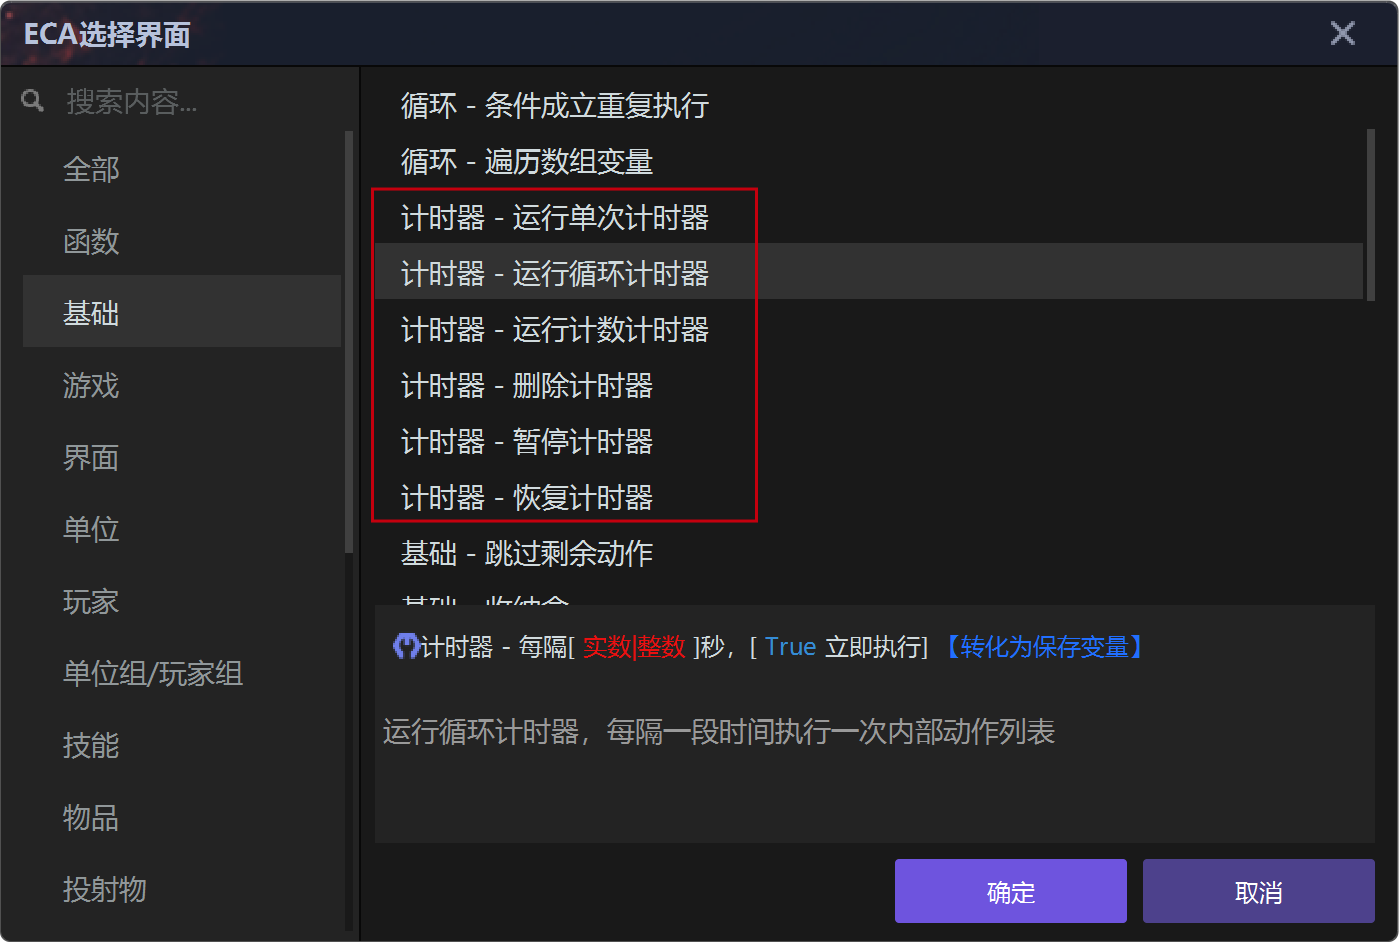 ECA选择界面
搜索内容...
全部
函数
基础
游戏
界面
单位
玩家
单位组/玩家组
技能
物品
投射物
循环 - 条件成立重复执行
循环 - 遍历数组变量
计时器 - 运行单次计时器
计时器 - 运行循环计时器
计时器 - 运行计数计时器
计时器 - 删除计时器
计时器 - 暂停计时器
计时器 - 恢复计时器
基础 - 跳过剩余动作
基础 - 收纳盒
计时器 - 每隔[ 实数|整数 ]秒，[ True 立即执行] 【转化为保存变量】
运行循环计时器，每隔一段时间执行一次内部动作列表
确定
取消